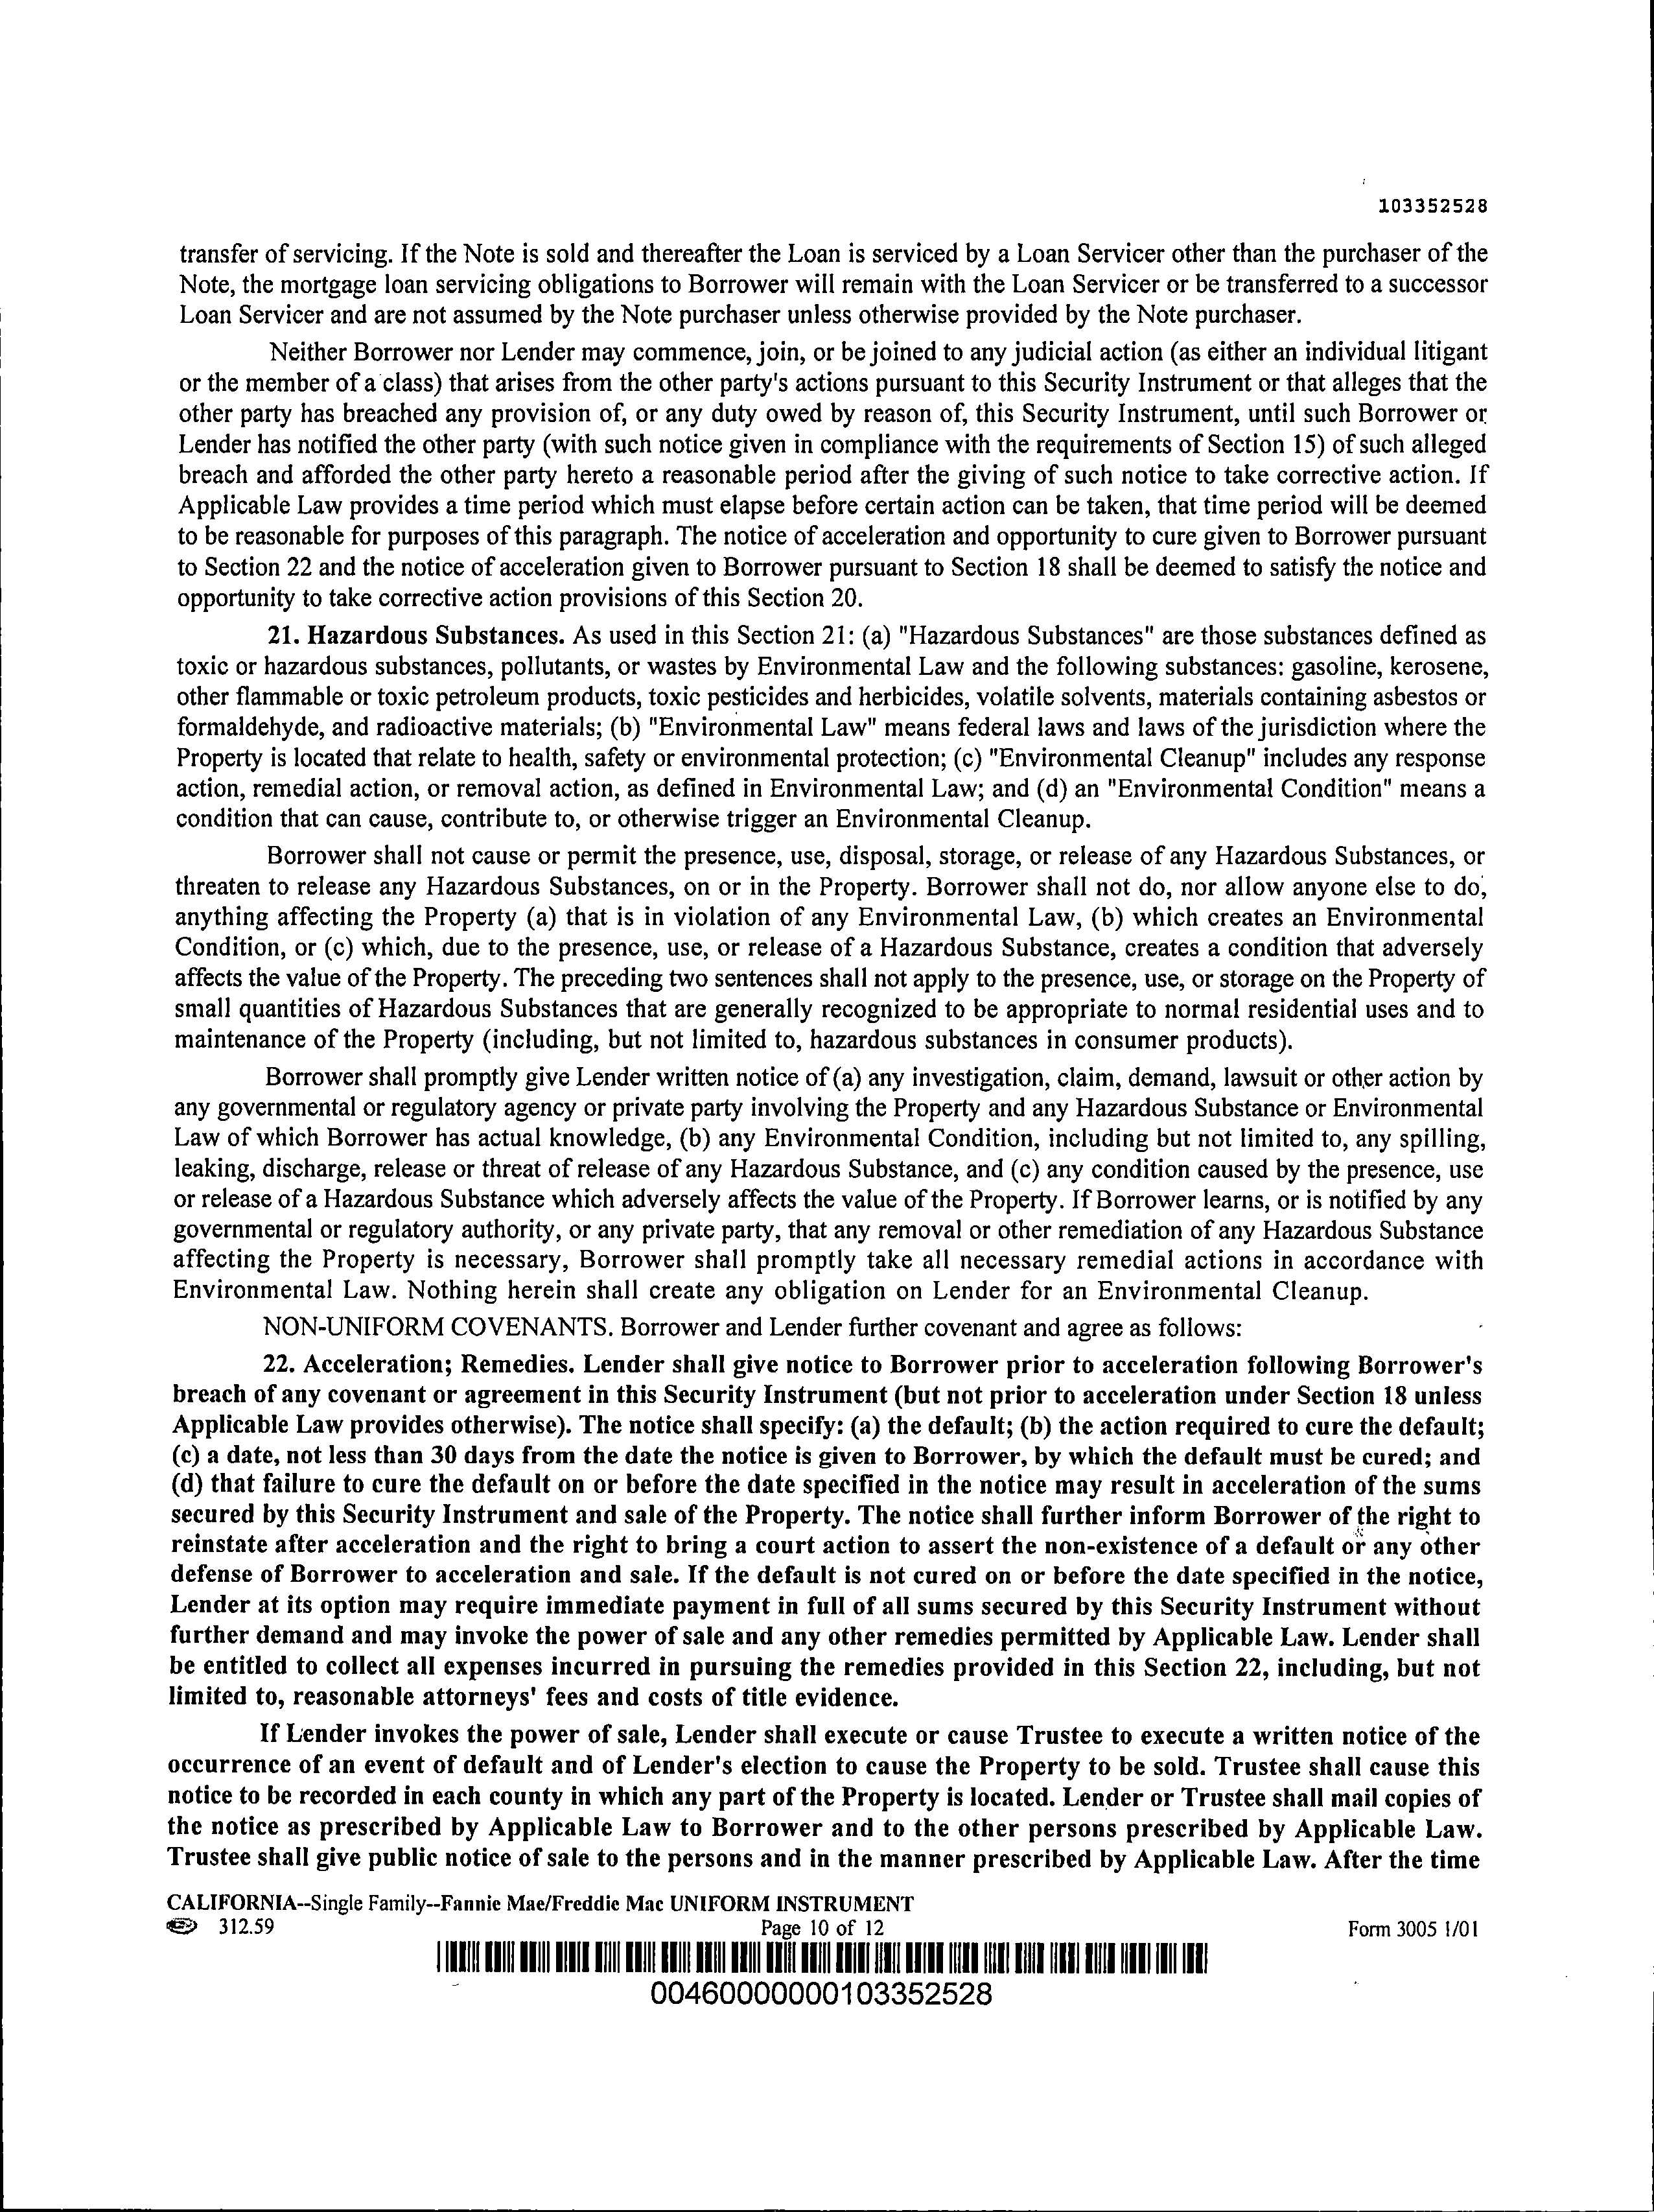 103352528
transfer of servicing. If the Note is sold and thereafter the Loan is serviced by a Loan Servicer other than the purchaser of the
Note, the mortgage loan servicing obligations to Borrower will remain with the Loan Servicer or be transferred to a successor
Loan Servicer and are not assumed by the Note purchaser unless otherwise provided by the Note purchaser.
Neither Borrower nor Lender may commence, join, or be joined to any judicial action (as either an individual litigant
or the member of a class) that arises from the other party's actions pursuant to this Security Instrument or that alleges that the
other party has breached any provision of, or any duty owed by reason of, this Security Instrument, until such Borrower or
Lender has notified the other party (with such notice given in compliance with the requirements of Section 15) of such alleged
breach and afforded the other party hereto a reasonable period after the giving of such notice to take corrective action. If
Applicable Law provides a time period which must elapse before certain action can be taken, that time period will be deemed
to be reasonable for purposes of this paragraph. The notice of acceleration and opportunity to cure given to Borrower pursuant
to Section 22 and the notice of acceleration given to Borrower pursuant to Section 18 shall be deemed to satisfy the notice and
opportunity to take corrective action provisions of this Section 20.
21. Hazardous Substances. As used in this Section 21: (a) "Hazardous Substances" are those substances defined as
toxic or hazardous substances, pollutants, or wastes by Environmental Law and the following substances: gasoline, kerosene,
other flammable or toxic petroleum products, toxic pesticides and herbicides, volatile solvents, materials containing asbestos or
formaldehyde, and radioactive materials; (b) "Environmental Law" means federal laws and laws of the jurisdiction where the
Property is located that relate to health, safety or environmental protection; (c) "Environmental Cleanup" includes any response
action, remedial action, or removal action, as defined in Environmental Law; and (d) an "Environmental Condition" means a
condition that can cause, contribute to, or otherwise trigger an Environmental Cleanup.
Borrower shall not cause or permit the presence, use, disposal, storage, or release of any Hazardous Substances, or
threaten to release any Hazardous Substances, on or in the Property. Borrower shall not do, nor allow anyone else to do,
anything affecting the Property (a) that is in violation of any Environmental Law, (b) which creates an Environmental
Condition, or (c) which, due to the presence, use, or release of a Hazardous Substance, creates a condition that adversely
affects the value of the Property. The preceding two sentences shall not apply to the presence, use, or storage on the Property of
small quantities of Hazardous Substances that are generally recognized to be appropriate to normal residential uses and to
maintenance of the Property (including, but not limited to, hazardous substances in consumer products).
Borrower shall promptly give Lender written notice of (a) any investigation, claim, demand, lawsuit or other action by
any governmental or regulatory agency or private party involving the Property and any Hazardous Substance or Environmental
Law of which Borrower has actual knowledge, (b) any Environmental Condition, including but not limited to, any spilling,
leaking, discharge, release or threat of release of any Hazardous Substance, and (c) any condition caused by the presence, use
or release of a Hazardous Substance which adversely affects the value of the Property. If Borrower learns, or is notified by any
governmental or regulatory authority, or any private party, that any removal or other remediation of any Hazardous Substance
affecting the Property is necessary, Borrower shall promptly take all necessary remedial actions in accordance with
Environmental Law. Nothing herein shall create any obligation on Lender for an Environmental Cleanup.
NON-UNIFORM COVENANTS. Borrower and Lender further covenant and agree as follows:
22. Acceleration; Remedies. Lender shall give notice to Borrower prior to acceleration following Borrower's
breach of any covenant or agreement in this Security Instrument (but not prior to acceleration under Section 18 unless
Applicable Law provides otherwise). The notice shall specify: (a) the default; (b) the action required to cure the default;
(c) a date, not less than 30 days from the date the notice is given to Borrower, by which the default must be cured; and
(d) that failure to cure the default on or before the date specified in the notice may result in acceleration of the sums
secured by this Security Instrument and sale of the Property. The notice shall further inform Borrower of the right to
reinstate after acceleration and the right to bring a court action to assert the non-existence of a default or any other
defense of Borrower to acceleration and sale. If the default is not cured on or before the date specified in the notice,
Lender at its option may require immediate payment in full of all sums secured by this Security Instrument without
further demand and may invoke the power of sale and any other remedies permitted by Applicable Law. Lender shall
be entitled to collect all expenses incurred in pursuing the remedies provided in this Section 22, including, but not
limited to, reasonable attorneys' fees and costs of title evidence.
If Lender invokes the power of sale, Lender shall execute or cause Trustee to execute a written notice of the
occurrence of an event of default and of Lender's election to cause the Property to be sold. Trustee shall cause this
notice to be recorded in each county in which any part of the Property is located. Lender or Trustee shall mail copies of
the notice as prescribed by Applicable Law to Borrower and to the other persons prescribed by Applicable Law.
Trustee shall give public notice of sale to the persons and in the manner prescribed by Applicable Law. After the time
CALIFORNIA--Single Family--Fannie Mae/Freddie Mac UNIFORM INSTRUMENT
312.59 Page 10 of 12 Form 3005 1/01
00460000000103352528